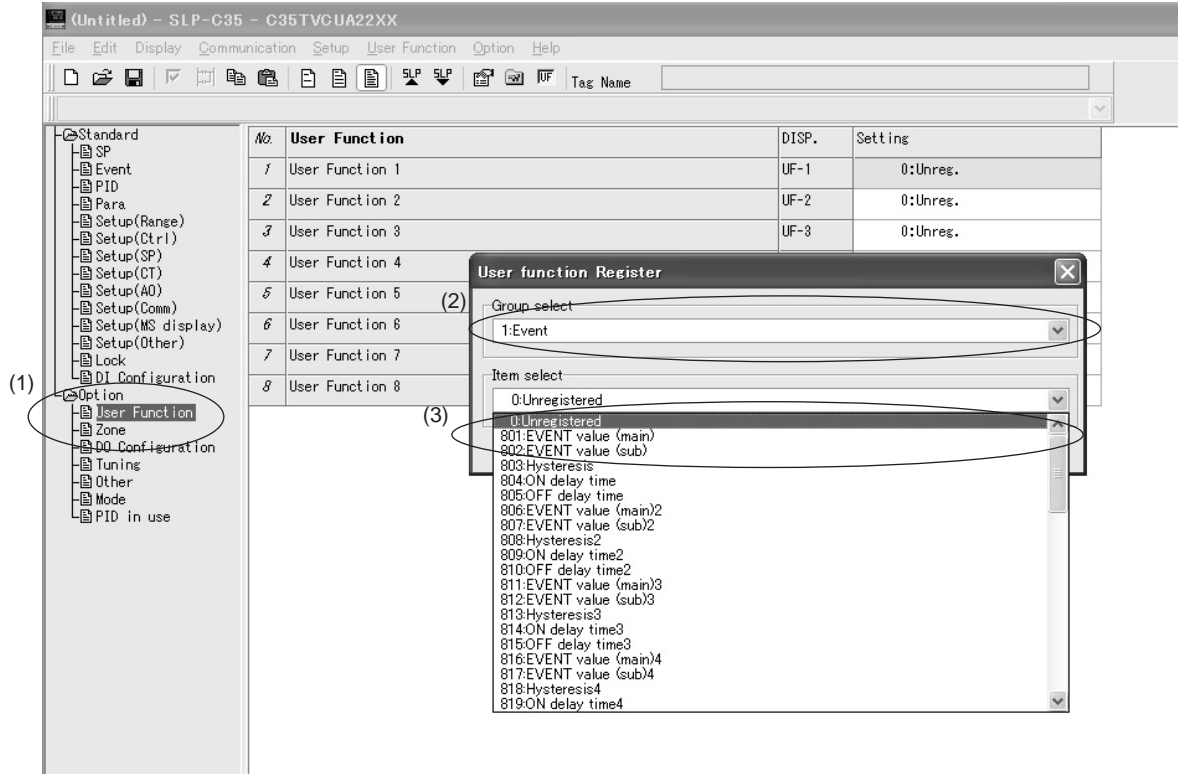 (Untitled) - SLP-C35 - C35TVCUA22XX
File Edit Display Communication Setup User Function Option Help
SLP SLP UF Tag Name
Standard
SP
Event
PID
Para
Setup(Range)
Setup(Ctrl)
Setup(SP)
Setup(CT)
Setup(AO)
Setup(Comm)
Setup(MS display)
Setup(Other)
Lock
DI Configuration
(1)
Option
User Function
Zone
DO Configuration
Tuning
Other
Mode
PID in use
No. User Function DISP. Setting
1 User Function 1 UF-1 0:Unreg.
2 User Function 2 UF-2 0:Unreg.
3 User Function 3 UF-3 0:Unreg.
4 User Function 4
5 User Function 5
6 User Function 6
7 User Function 7
8 User Function 8
User function Register
(2)
Group select
1:Event
Item select
0:Unregistered
(3)
0:Unregistered
801:EVENT value (main)
802:EVENT value (sub)
803:Hysteresis
804:ON delay time
805:OFF delay time
806:EVENT value (main)2
807:EVENT value (sub)2
808:Hysteresis2
809:ON delay time2
810:OFF delay time2
811:EVENT value (main)3
812:EVENT value (sub)3
813:Hysteresis3
814:ON delay time3
815:OFF delay time3
816:EVENT value (main)4
817:EVENT value (sub)4
818:Hysteresis4
819:ON delay time4